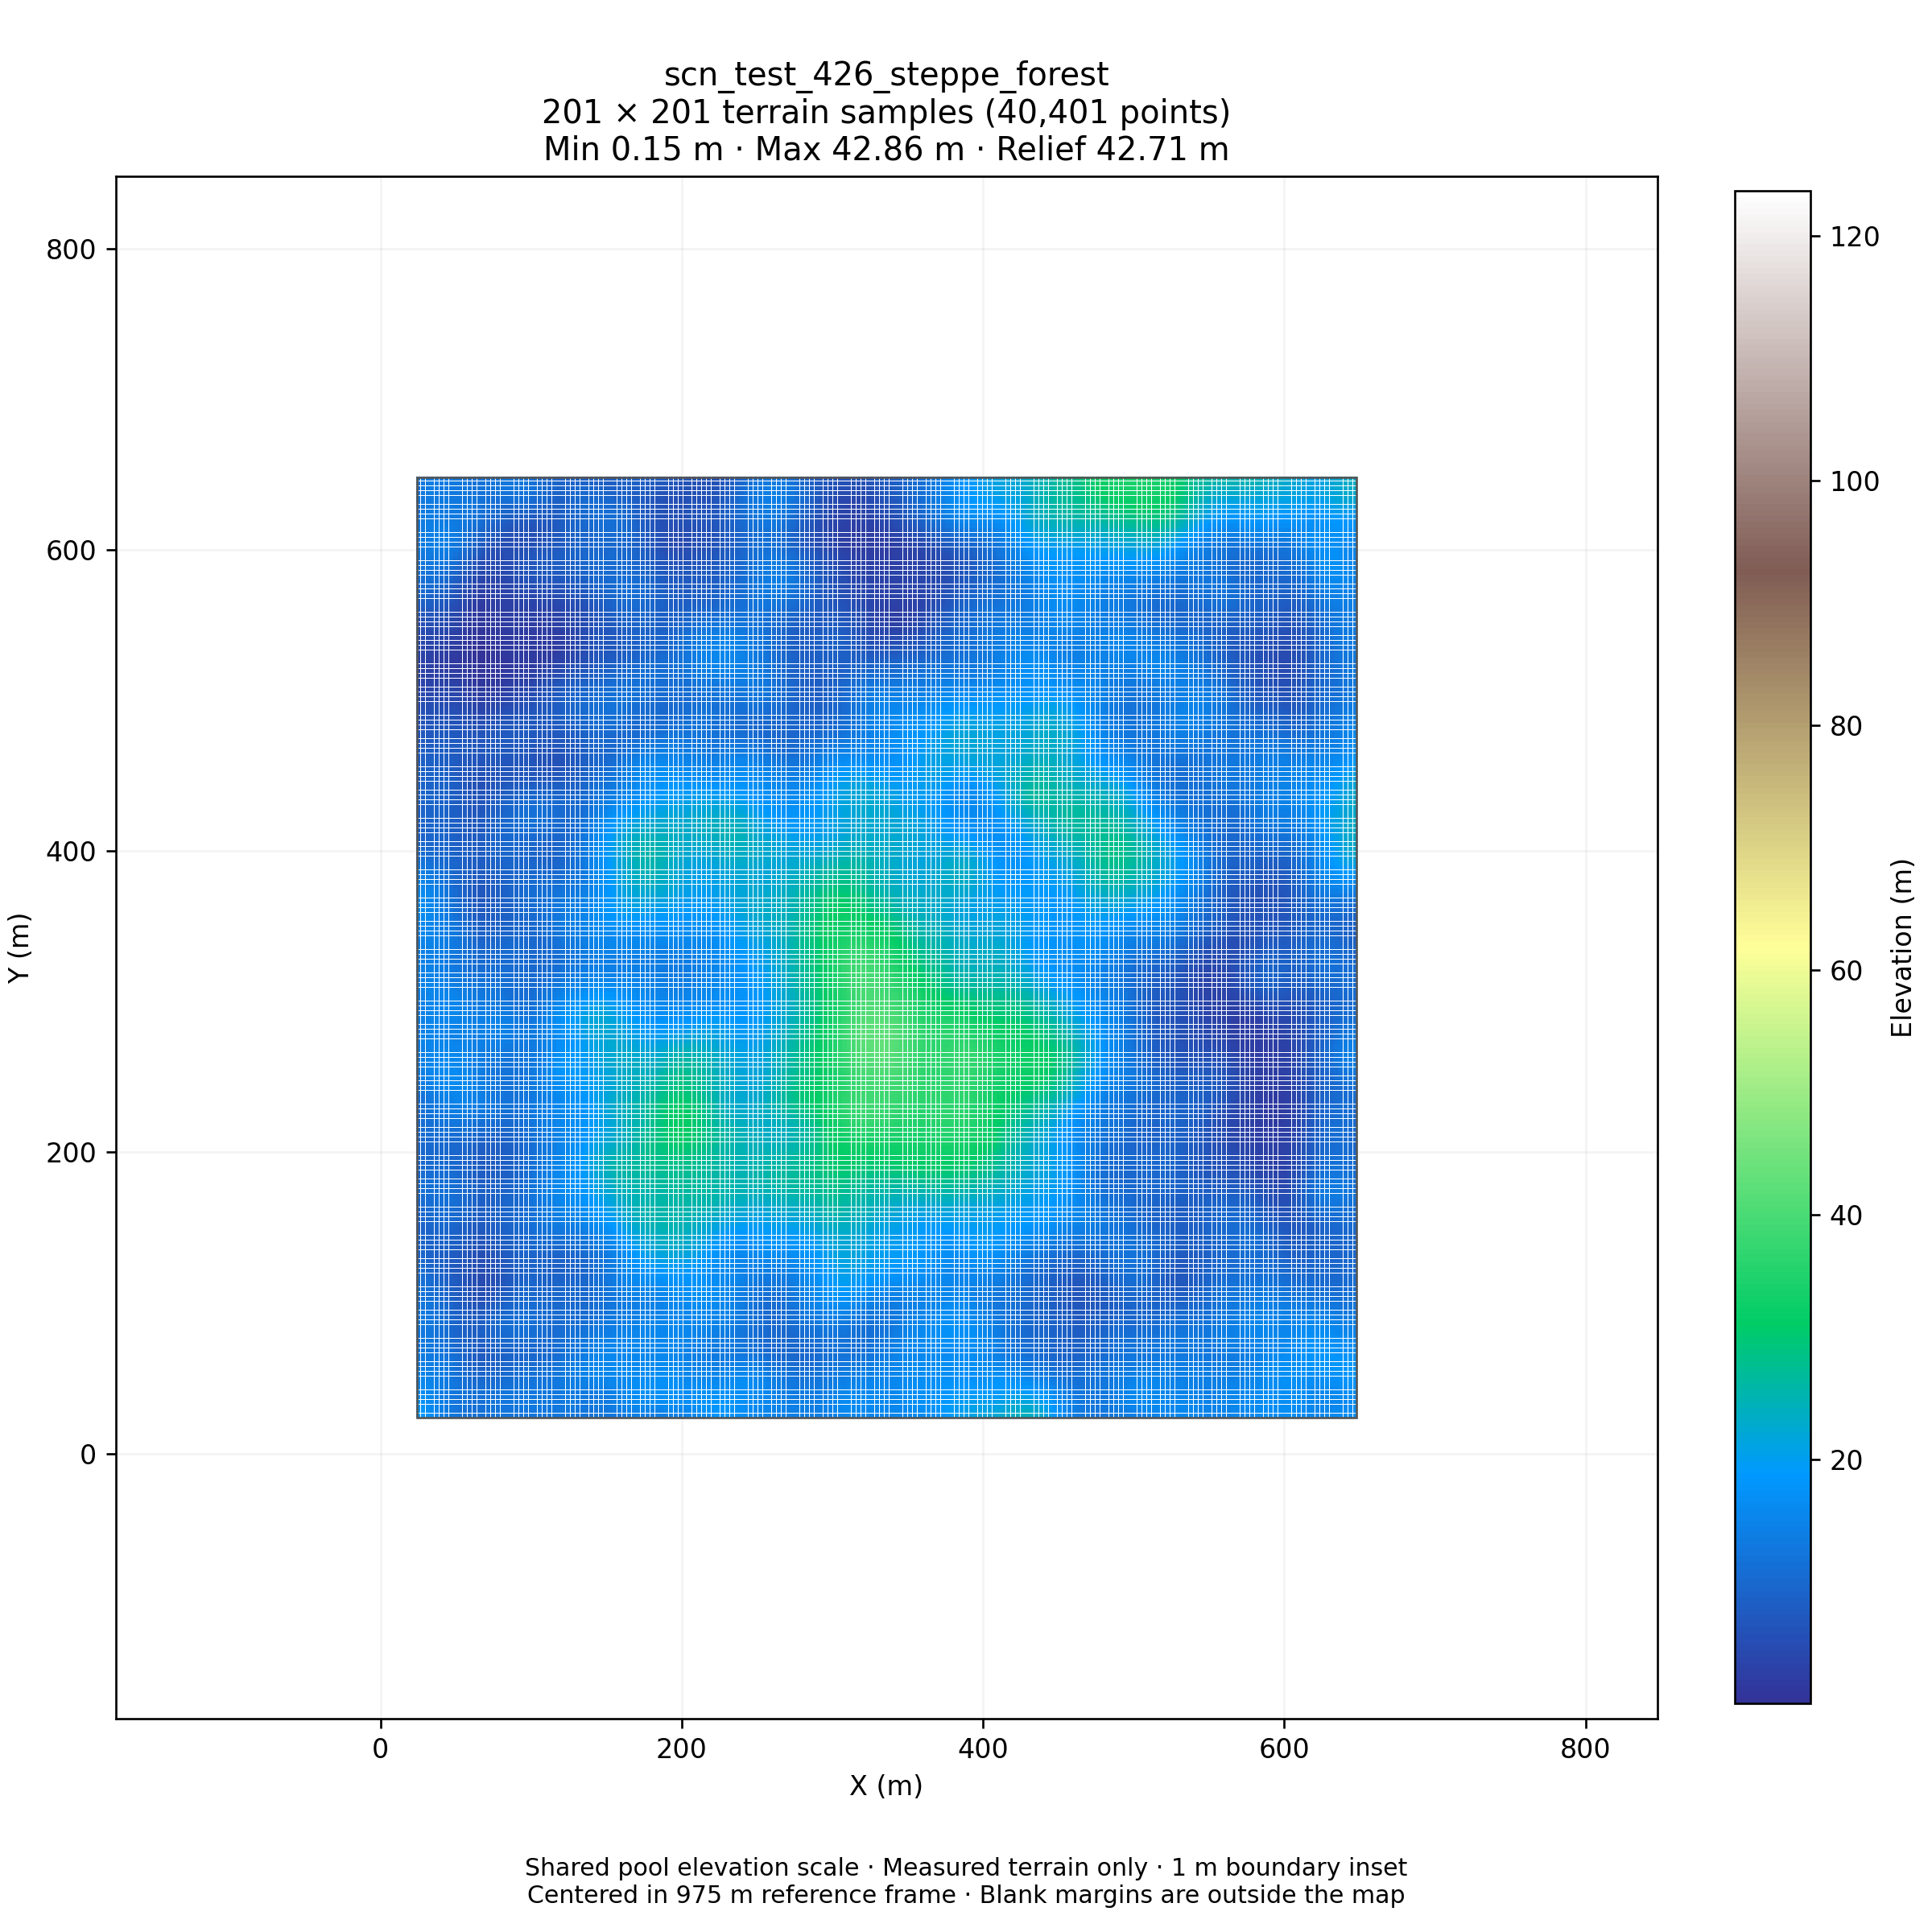 scn_test_426_steppe_forest
201 × 201 terrain samples (40,401 points)
Min 0.15 m · Max 42.86 m · Relief 42.71 m
800
600
400
200
0
Y (m)
0
200
400
600
800
X (m)
120
100
80
60
40
20
Elevation (m)
Shared pool elevation scale · Measured terrain only · 1 m boundary inset
Centered in 975 m reference frame · Blank margins are outside the map